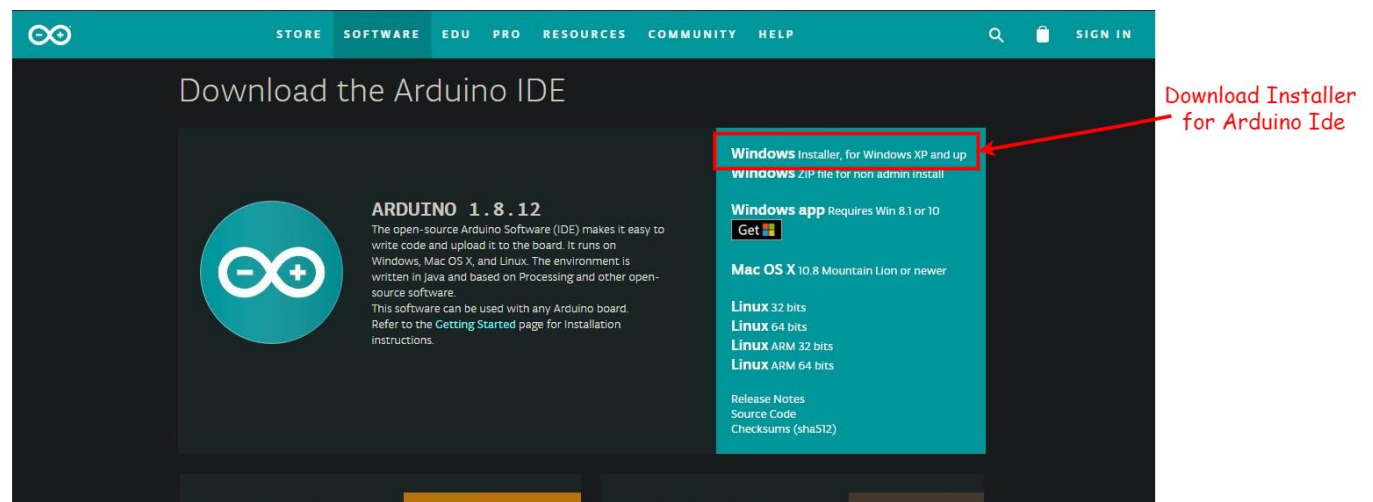 STORE SOFTWARE EDU PRO RESOURCES COMMUNITY HELP SIGN IN
Download the Arduino IDE
ARDUINO 1.8.12
The open-source Arduino Software (IDE) makes it easy to
write code and upload it to the board. It runs on
Windows, Mac OS X, and Linux. The environment is
written in Java and based on Processing and other open-
source software.
This software can be used with any Arduino board.
Refer to the Getting Started page for Installation
instructions.
Windows Installer, for Windows XP and up
Windows ZIP file for non admin install
Windows app Requires Win 8.1 or 10
Get
Mac OS X 10.8 Mountain Lion or newer
Linux 32 bits
Linux 64 bits
Linux ARM 32 bits
Linux ARM 64 bits
Release Notes
Source Code
Checksums (sha512)
Download Installer
for Arduino Ide